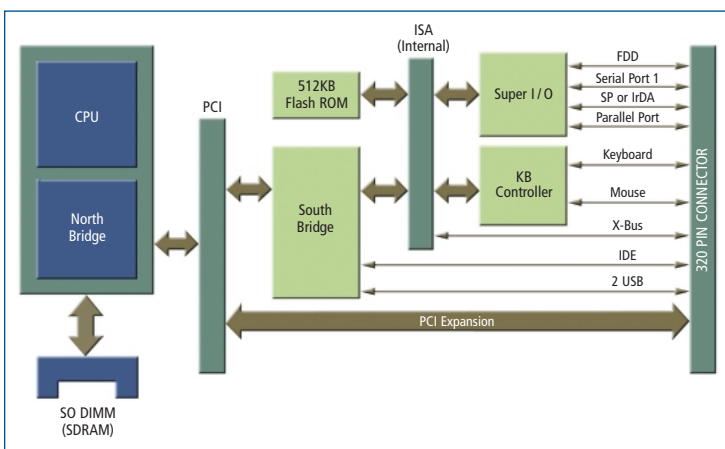 ISA
(Internal)
FDD
512KB
Flash ROM
Super I / O
Serial Port 1
SP or IrDA
Parallel Port
PCI
CPU
Keyboard
KB
Controller
Mouse
North
Bridge
South
Bridge
X-Bus
IDE
2 USB
PCI Expansion
320 PIN CONNECTOR
SO DIMM
(SDRAM)